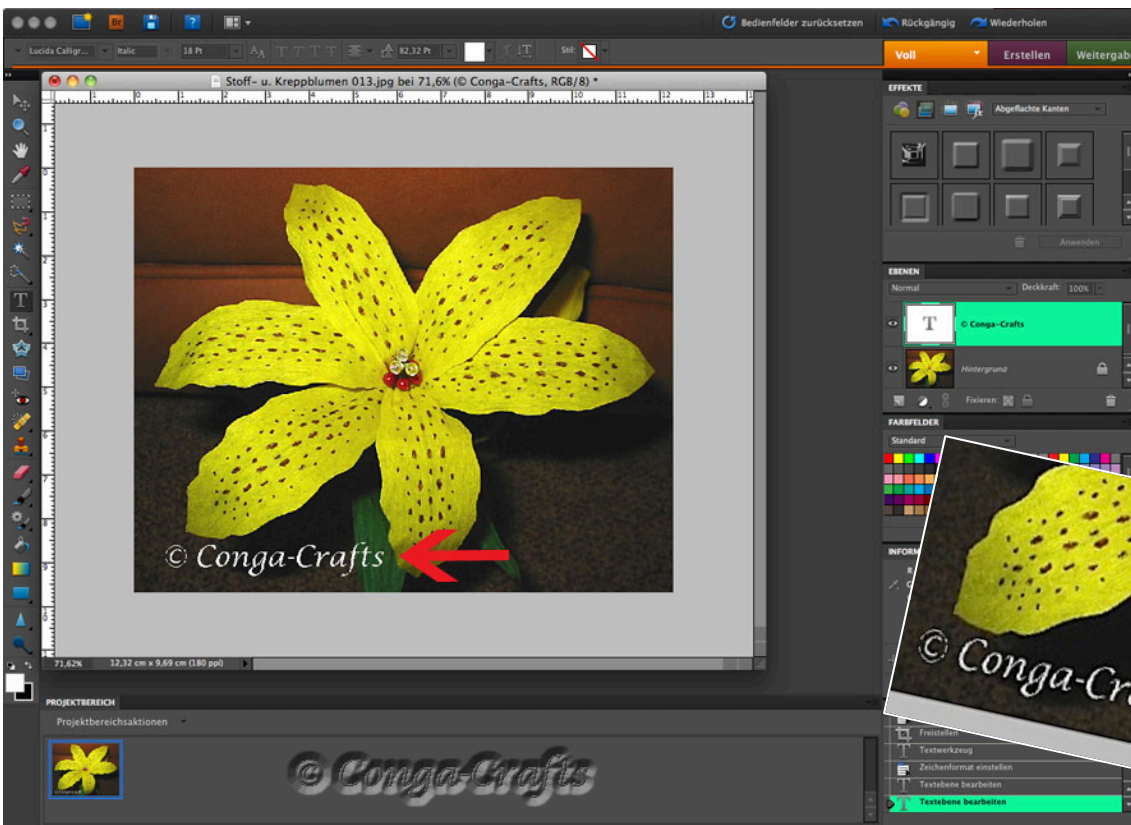 Br
?
Bedienfelder zurücksetzen
Rückgängig
Wiederholen
Lucida Calligr...
Italic
18 Pt
82,32 Pt
Stil:
Voll
Erstellen
Weitergab
Stoff- u. Kreppblumen 013.jpg bei 71,6% (© Conga-Crafts, RGB/8) *
EFFEKTE
Abgeflachte Kanten
Anwenden
EBENEN
Normal
Deckkraft:
100%
T
© Conga-Crafts
Hintergrund
Fixieren:
FARBFELDER
Standard
© Conga-Crafts
INFORM
© Conga-Cr
71,62%
12,32 cm x 9,69 cm (180 ppi)
PROJEKTBEREICH
Projektbereichsaktionen
© Conga-Crafts
Freistellen
Textwerkzeug
Zeichenformat einstellen
Textebene bearbeiten
Textebene bearbeiten